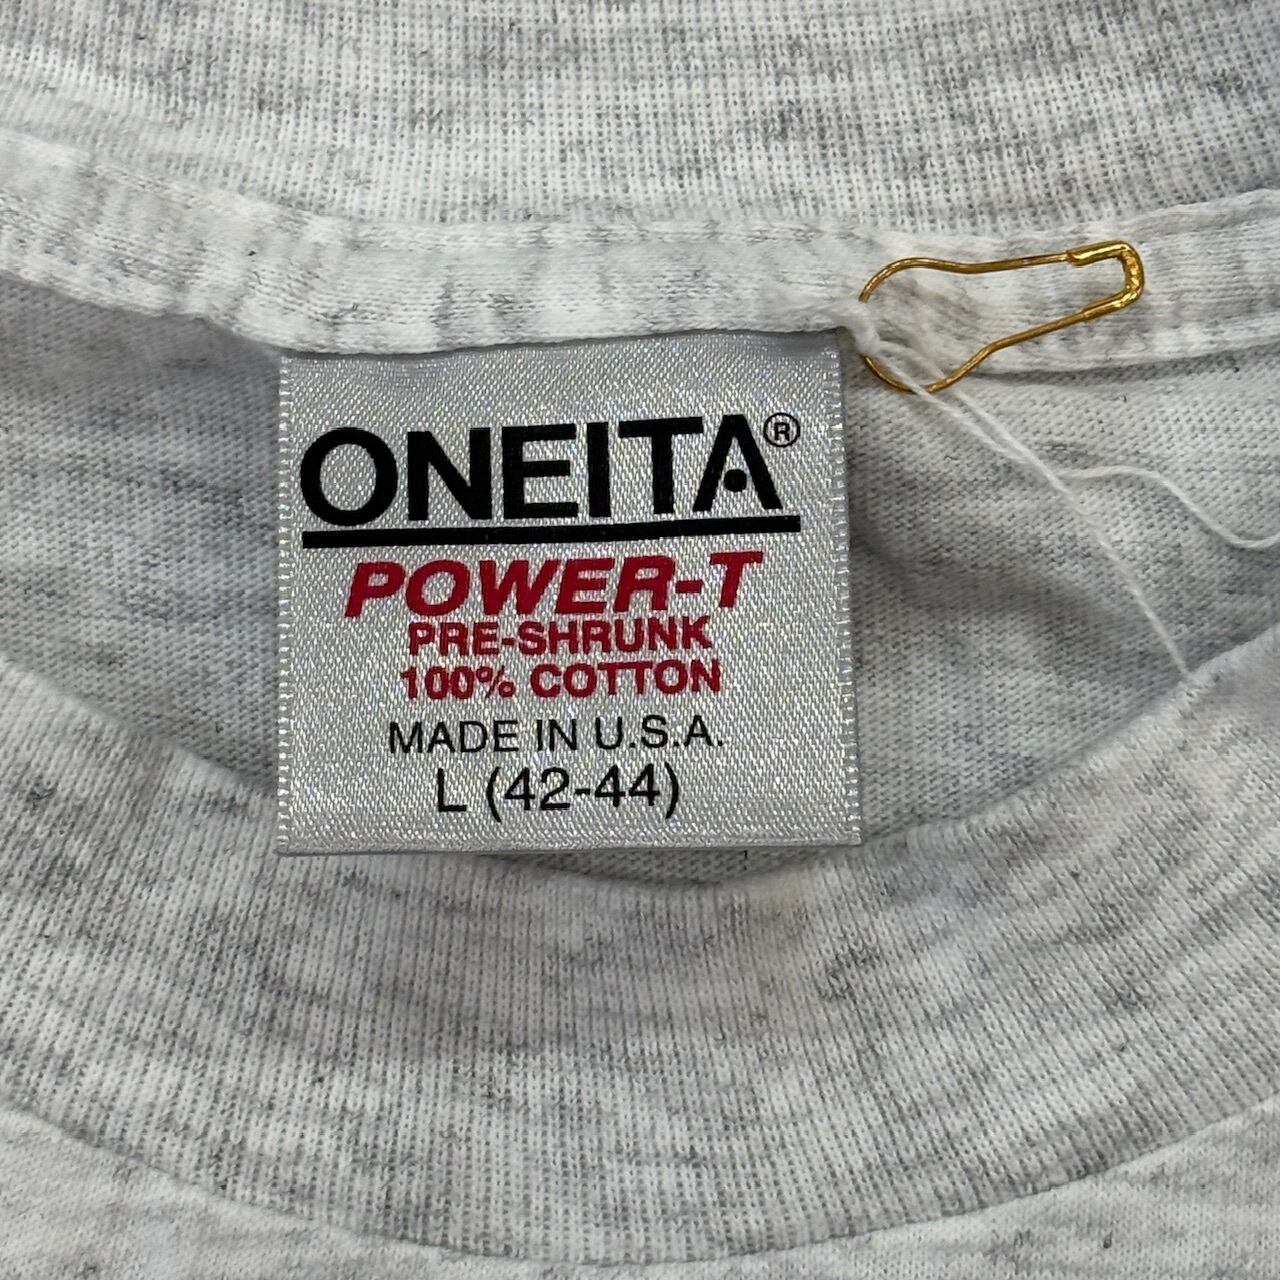 ONEITA®
POWER-T
PRE-SHRUNK
100% COTTON
MADE IN U.S.A.
L (42-44)